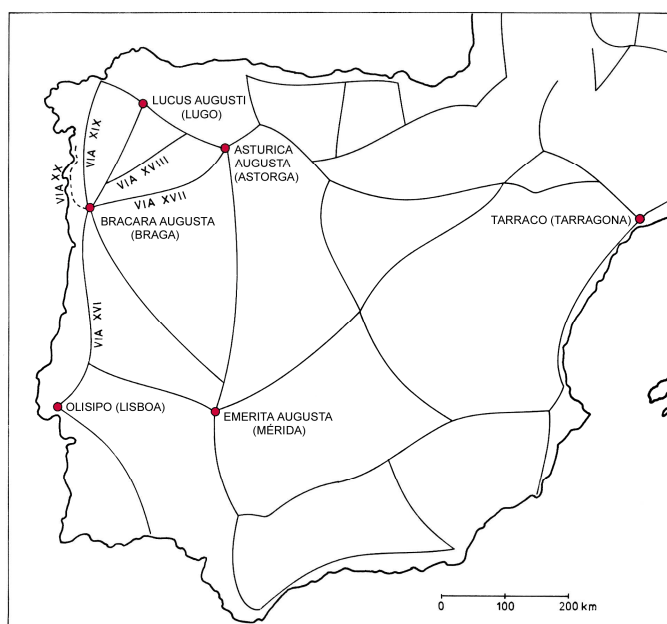 LUCUS AUGUSTI
(LUGO)
VIA XIX
VIA XVIII
ASTURICA
AUGUSTA
(ASTORGA)
VIA XX
VIA XVII
BRACARA AUGUSTA
(BRAGA)
TARRACO (TARRAGONA)
VIA XVI
OLISIPO (LISBOA)
EMERITA AUGUSTA
(MÉRIDA)
0 100 200 km